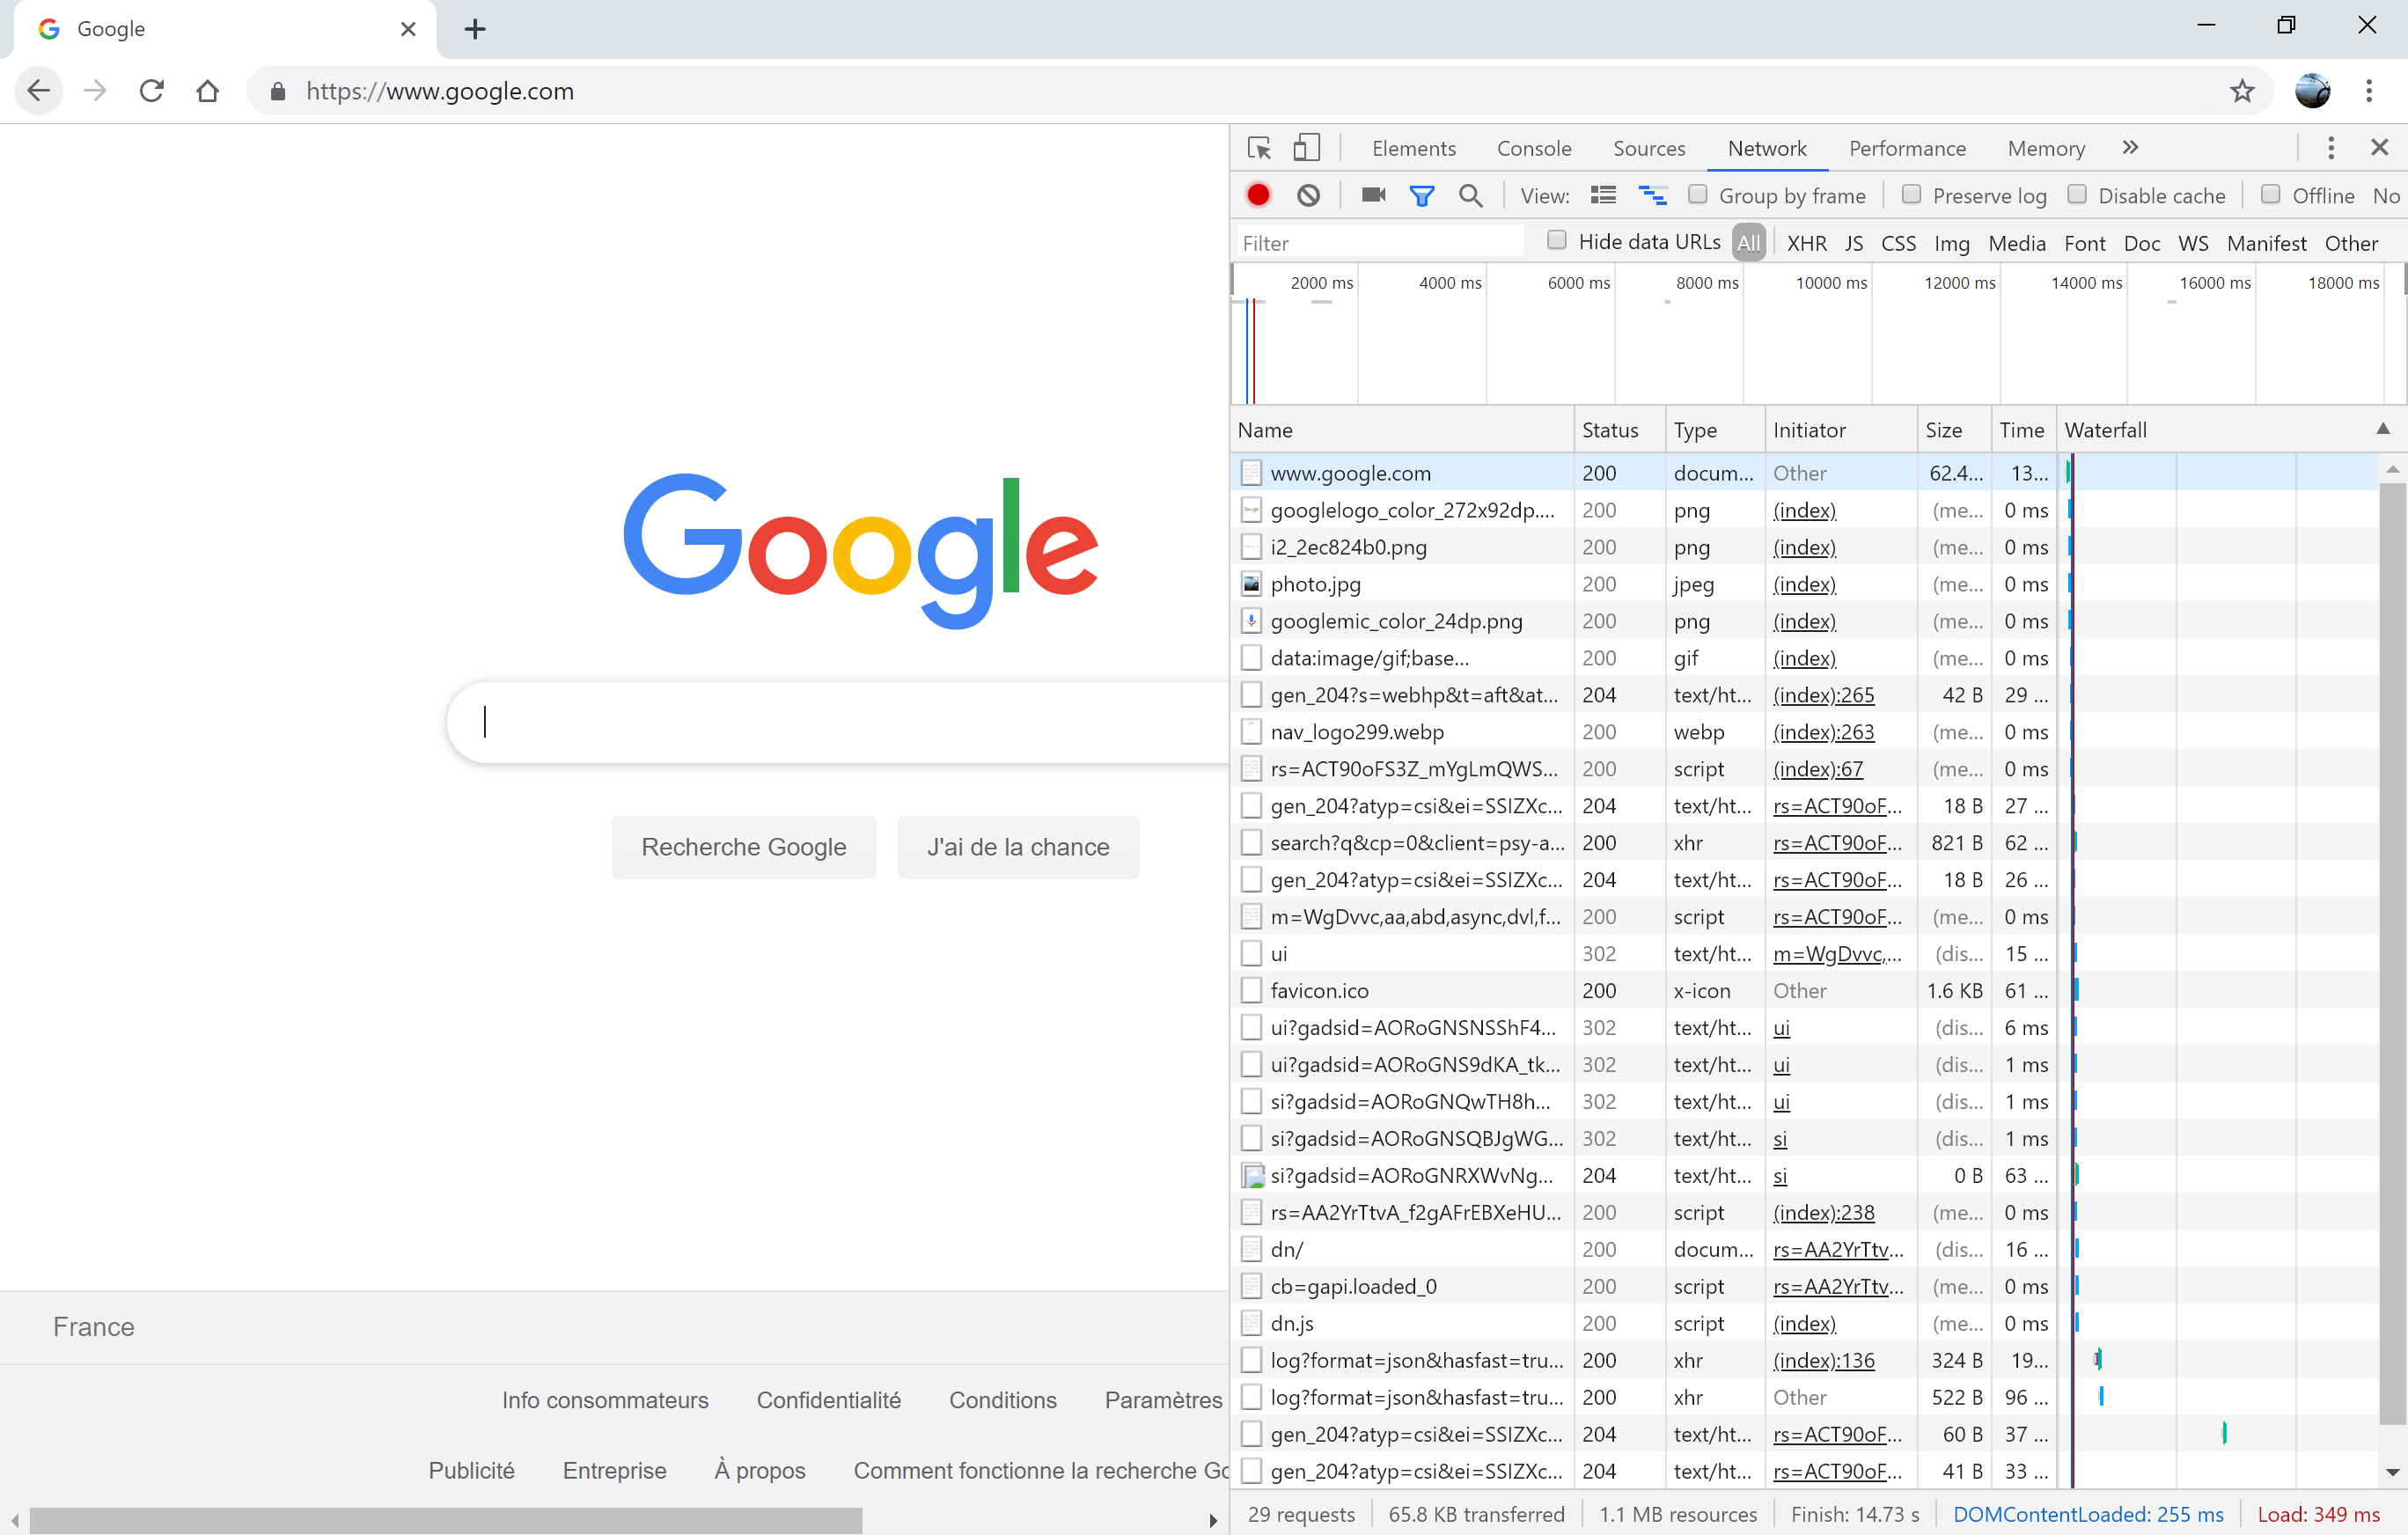 Google
https://www.google.com
Google
Recherche Google
J'ai de la chance
France
Info consommateurs Confidentialité Conditions Paramètres
Publicité Entreprise À propos Comment fonctionne la recherche Go
Elements Console Sources Network Performance Memory
View: Group by frame Preserve log Disable cache Offline No
Filter Hide data URLs All XHR JS CSS Img Media Font Doc WS Manifest Other
2000 ms 4000 ms 6000 ms 8000 ms 10000 ms 12000 ms 14000 ms 16000 ms 18000 ms
Name Status Type Initiator Size Time Waterfall
www.google.com 200 docum... Other 62.4... 13...
googlelogo_color_272x92dp.... 200 png (index) (me... 0 ms
i2_2ec824b0.png 200 png (index) (me... 0 ms
photo.jpg 200 jpeg (index) (me... 0 ms
googlemic_color_24dp.png 200 png (index) (me... 0 ms
data:image/gif;base... 200 gif (index) (me... 0 ms
gen_204?s=webhp&t=aft&at... 204 text/ht... (index):265 42 B 29 ...
nav_logo299.webp 200 webp (index):263 (me... 0 ms
rs=ACT90oFS3Z_mYgLmQWS... 200 script (index):67 (me... 0 ms
gen_204?atyp=csi&ei=SSIZXc... 204 text/ht... rs=ACT90oF... 18 B 27 ...
search?q&cp=0&client=psy-a... 200 xhr rs=ACT90oF... 821 B 62 ...
gen_204?atyp=csi&ei=SSIZXc... 204 text/ht... rs=ACT90oF... 18 B 26 ...
m=WgDvvc,aa,abd,async,dvl,f... 200 script rs=ACT90oF... (me... 0 ms
ui 302 text/ht... m=WgDvvc,... (dis... 15 ...
favicon.ico 200 x-icon Other 1.6 KB 61 ...
ui?gadsid=AORoGNSNSShF4... 302 text/ht... ui (dis... 6 ms
ui?gadsid=AORoGNS9dKA_tk... 302 text/ht... ui (dis... 1 ms
si?gadsid=AORoGNQwTH8h... 302 text/ht... ui (dis... 1 ms
si?gadsid=AORoGNSQBJgWG... 302 text/ht... si (dis... 1 ms
si?gadsid=AORoGNRXWvNg... 204 text/ht... si 0 B 63 ...
rs=AA2YrTtvA_f2gAFrEBXeHU... 200 script (index):238 (me... 0 ms
dn/ 200 docum... rs=AA2YrTtv... (dis... 16 ...
cb=gapi.loaded_0 200 script rs=AA2YrTtv... (me... 0 ms
dn.js 200 script (index) (me... 0 ms
log?format=json&hasfast=tru... 200 xhr (index):136 324 B 19...
log?format=json&hasfast=tru... 200 xhr Other 522 B 96 ...
gen_204?atyp=csi&ei=SSIZXc... 204 text/ht... rs=ACT90oF... 60 B 37 ...
gen_204?atyp=csi&ei=SSIZXc... 204 text/ht... rs=ACT90oF... 41 B 33 ...
29 requests 65.8 KB transferred 1.1 MB resources Finish: 14.73 s DOMContentLoaded: 255 ms Load: 349 ms